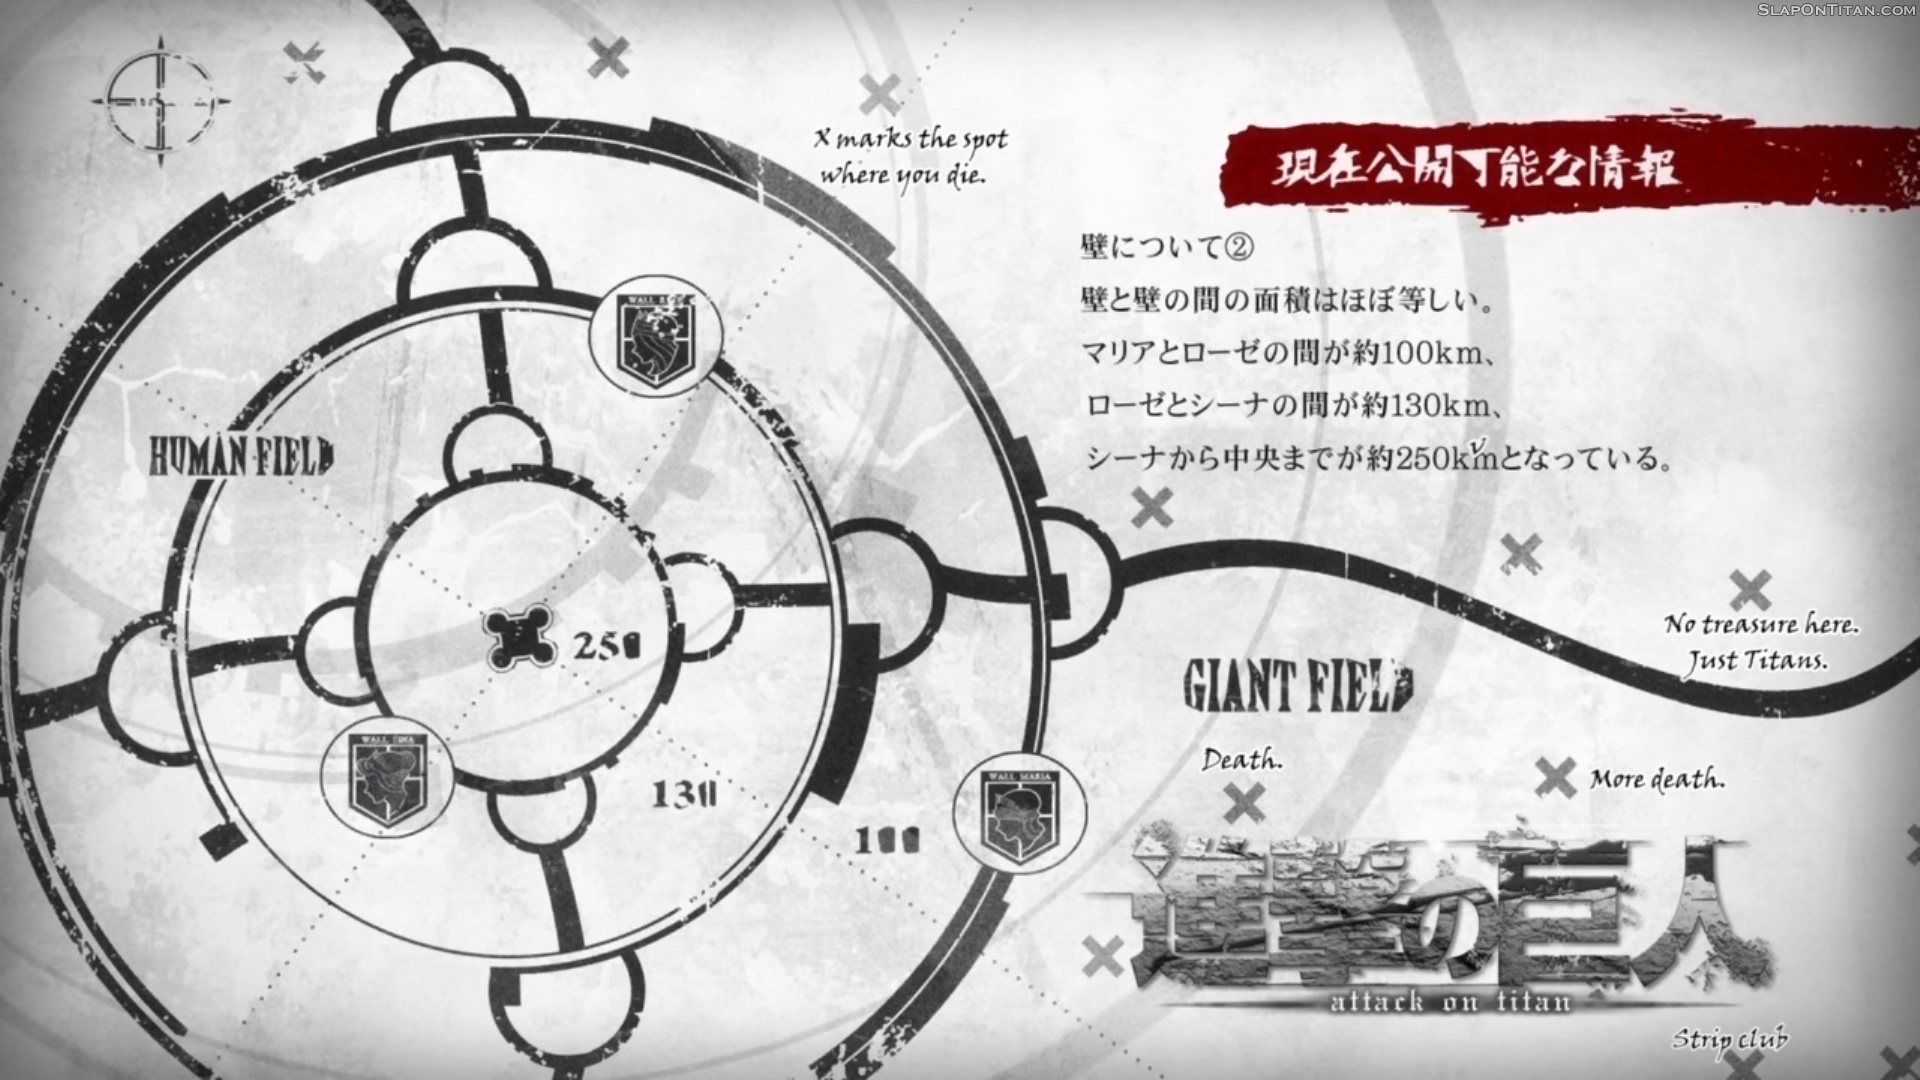 SLAPONTITAN.COM
X marks the spot
where you die.
現在公開可能な情報
壁について②
壁と壁の間の面積はほぼ等しい。
マリアとローゼの間が約100km、
ローゼとシーナの間が約130km、
シーナから中央までが約250kmとなっている。
WALL ROSE
HUMAN FIELD
250
No treasure here.
Just Titans.
GIANT FIELD
WALL SINA
130
100
WALL MARIA
Death.
More death.
進撃の巨人
attack on titan
Strip club